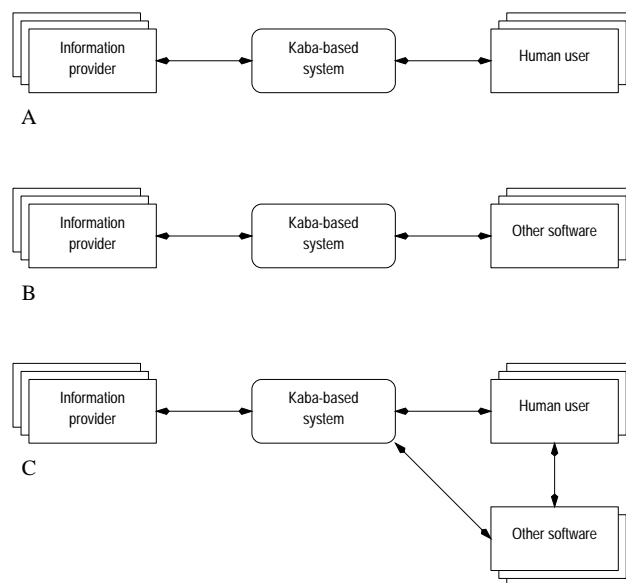 Information
provider
Kaba-based
system
Human user
A
Information
provider
Kaba-based
system
Other software
B
Information
provider
Kaba-based
system
Human user
C
Other software